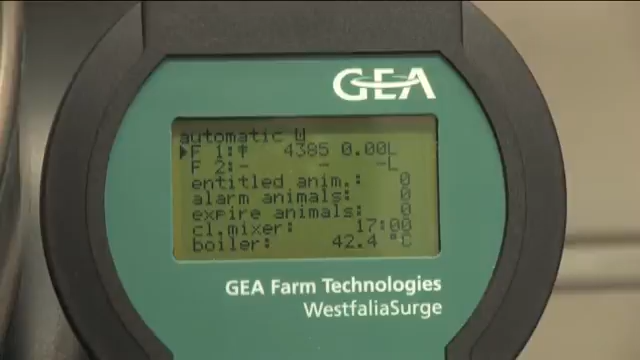 GEA
automatic W
▶F 1:‡ 4385 0.00L
F 2:- - -L
entitled anim.: 0
alarm animals: 0
expire animals: 0
cl.mixer: 17:00
boiler: 42.4 °C
GEA Farm Technologies
WestfaliaSurge